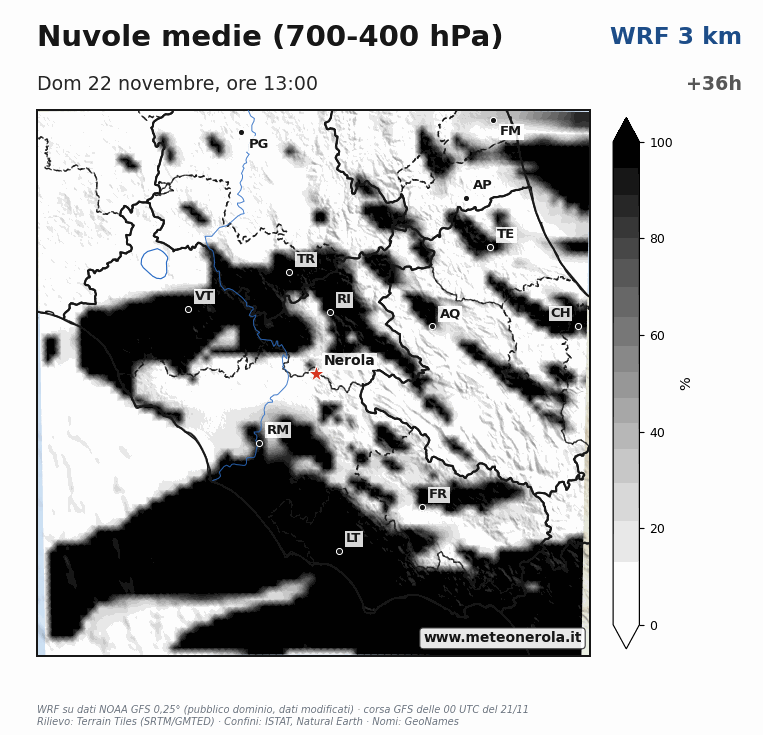 Nuvole medie (700-400 hPa)
WRF 3 km
Dom 22 novembre, ore 13:00
+36h
PG
FM
AP
TE
TR
VT
RI
AQ
CH
Nerola
RM
FR
LT
www.meteonerola.it
100
80
60
40
20
0
%
WRF su dati NOAA GFS 0,25° (pubblico dominio, dati modificati) · corsa GFS delle 00 UTC del 21/11
Rilievo: Terrain Tiles (SRTM/GMTED) · Confini: ISTAT, Natural Earth · Nomi: GeoNames